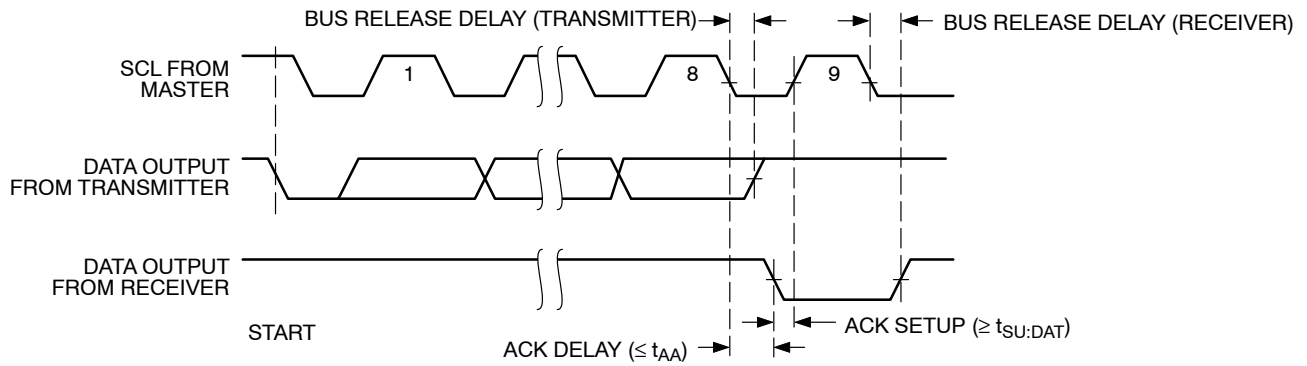 BUS RELEASE DELAY (TRANSMITTER)
BUS RELEASE DELAY (RECEIVER)
SCL FROM
MASTER
1
8
9
DATA OUTPUT
FROM TRANSMITTER
DATA OUTPUT
FROM RECEIVER
START
ACK SETUP (≥ tSU:DAT)
ACK DELAY (≤ tAA)